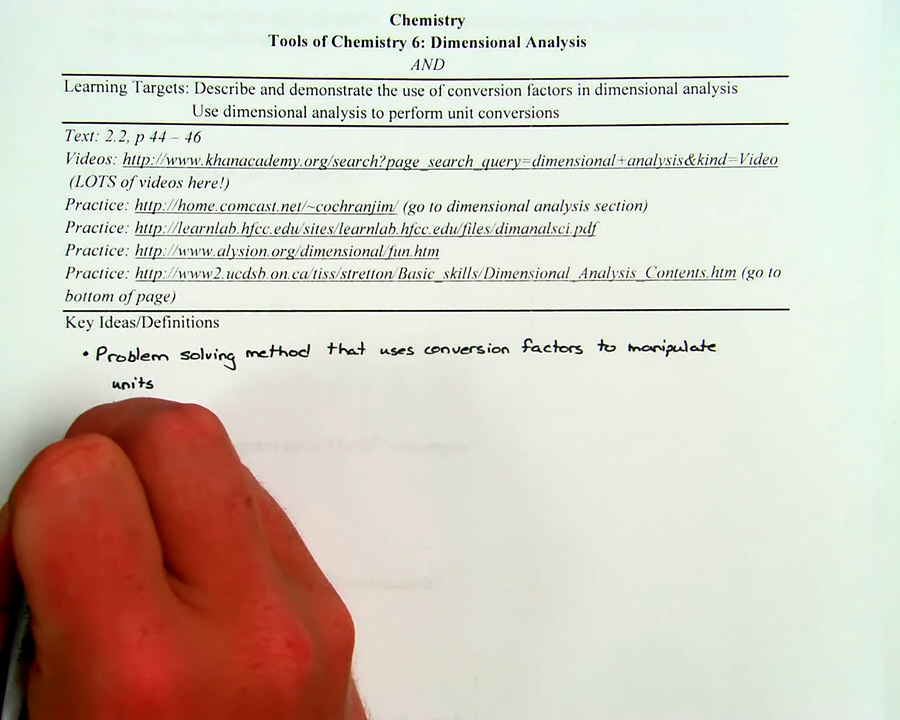 Chemistry
Tools of Chemistry 6: Dimensional Analysis
AND
Learning Targets: Describe and demonstrate the use of conversion factors in dimensional analysis
Use dimensional analysis to perform unit conversions
Text: 2.2, p 44 – 46
Videos: http://www.khanacademy.org/search?page_search_query=dimensional+analysis&kind=Video
(LOTS of videos here!)
Practice: http://home.comcast.net/~cochranjim/ (go to dimensional analysis section)
Practice: http://learnlab.hfcc.edu/sites/learnlab.hfcc.edu/files/dimanalsci.pdf
Practice: http://www.alysion.org/dimensional/fun.htm
Practice: http://www2.ucdsb.on.ca/tiss/stretton/Basic_skills/Dimensional_Analysis_Contents.htm (go to
bottom of page)
Key Ideas/Definitions
• Problem solving method that uses conversion factors to manipulate
units